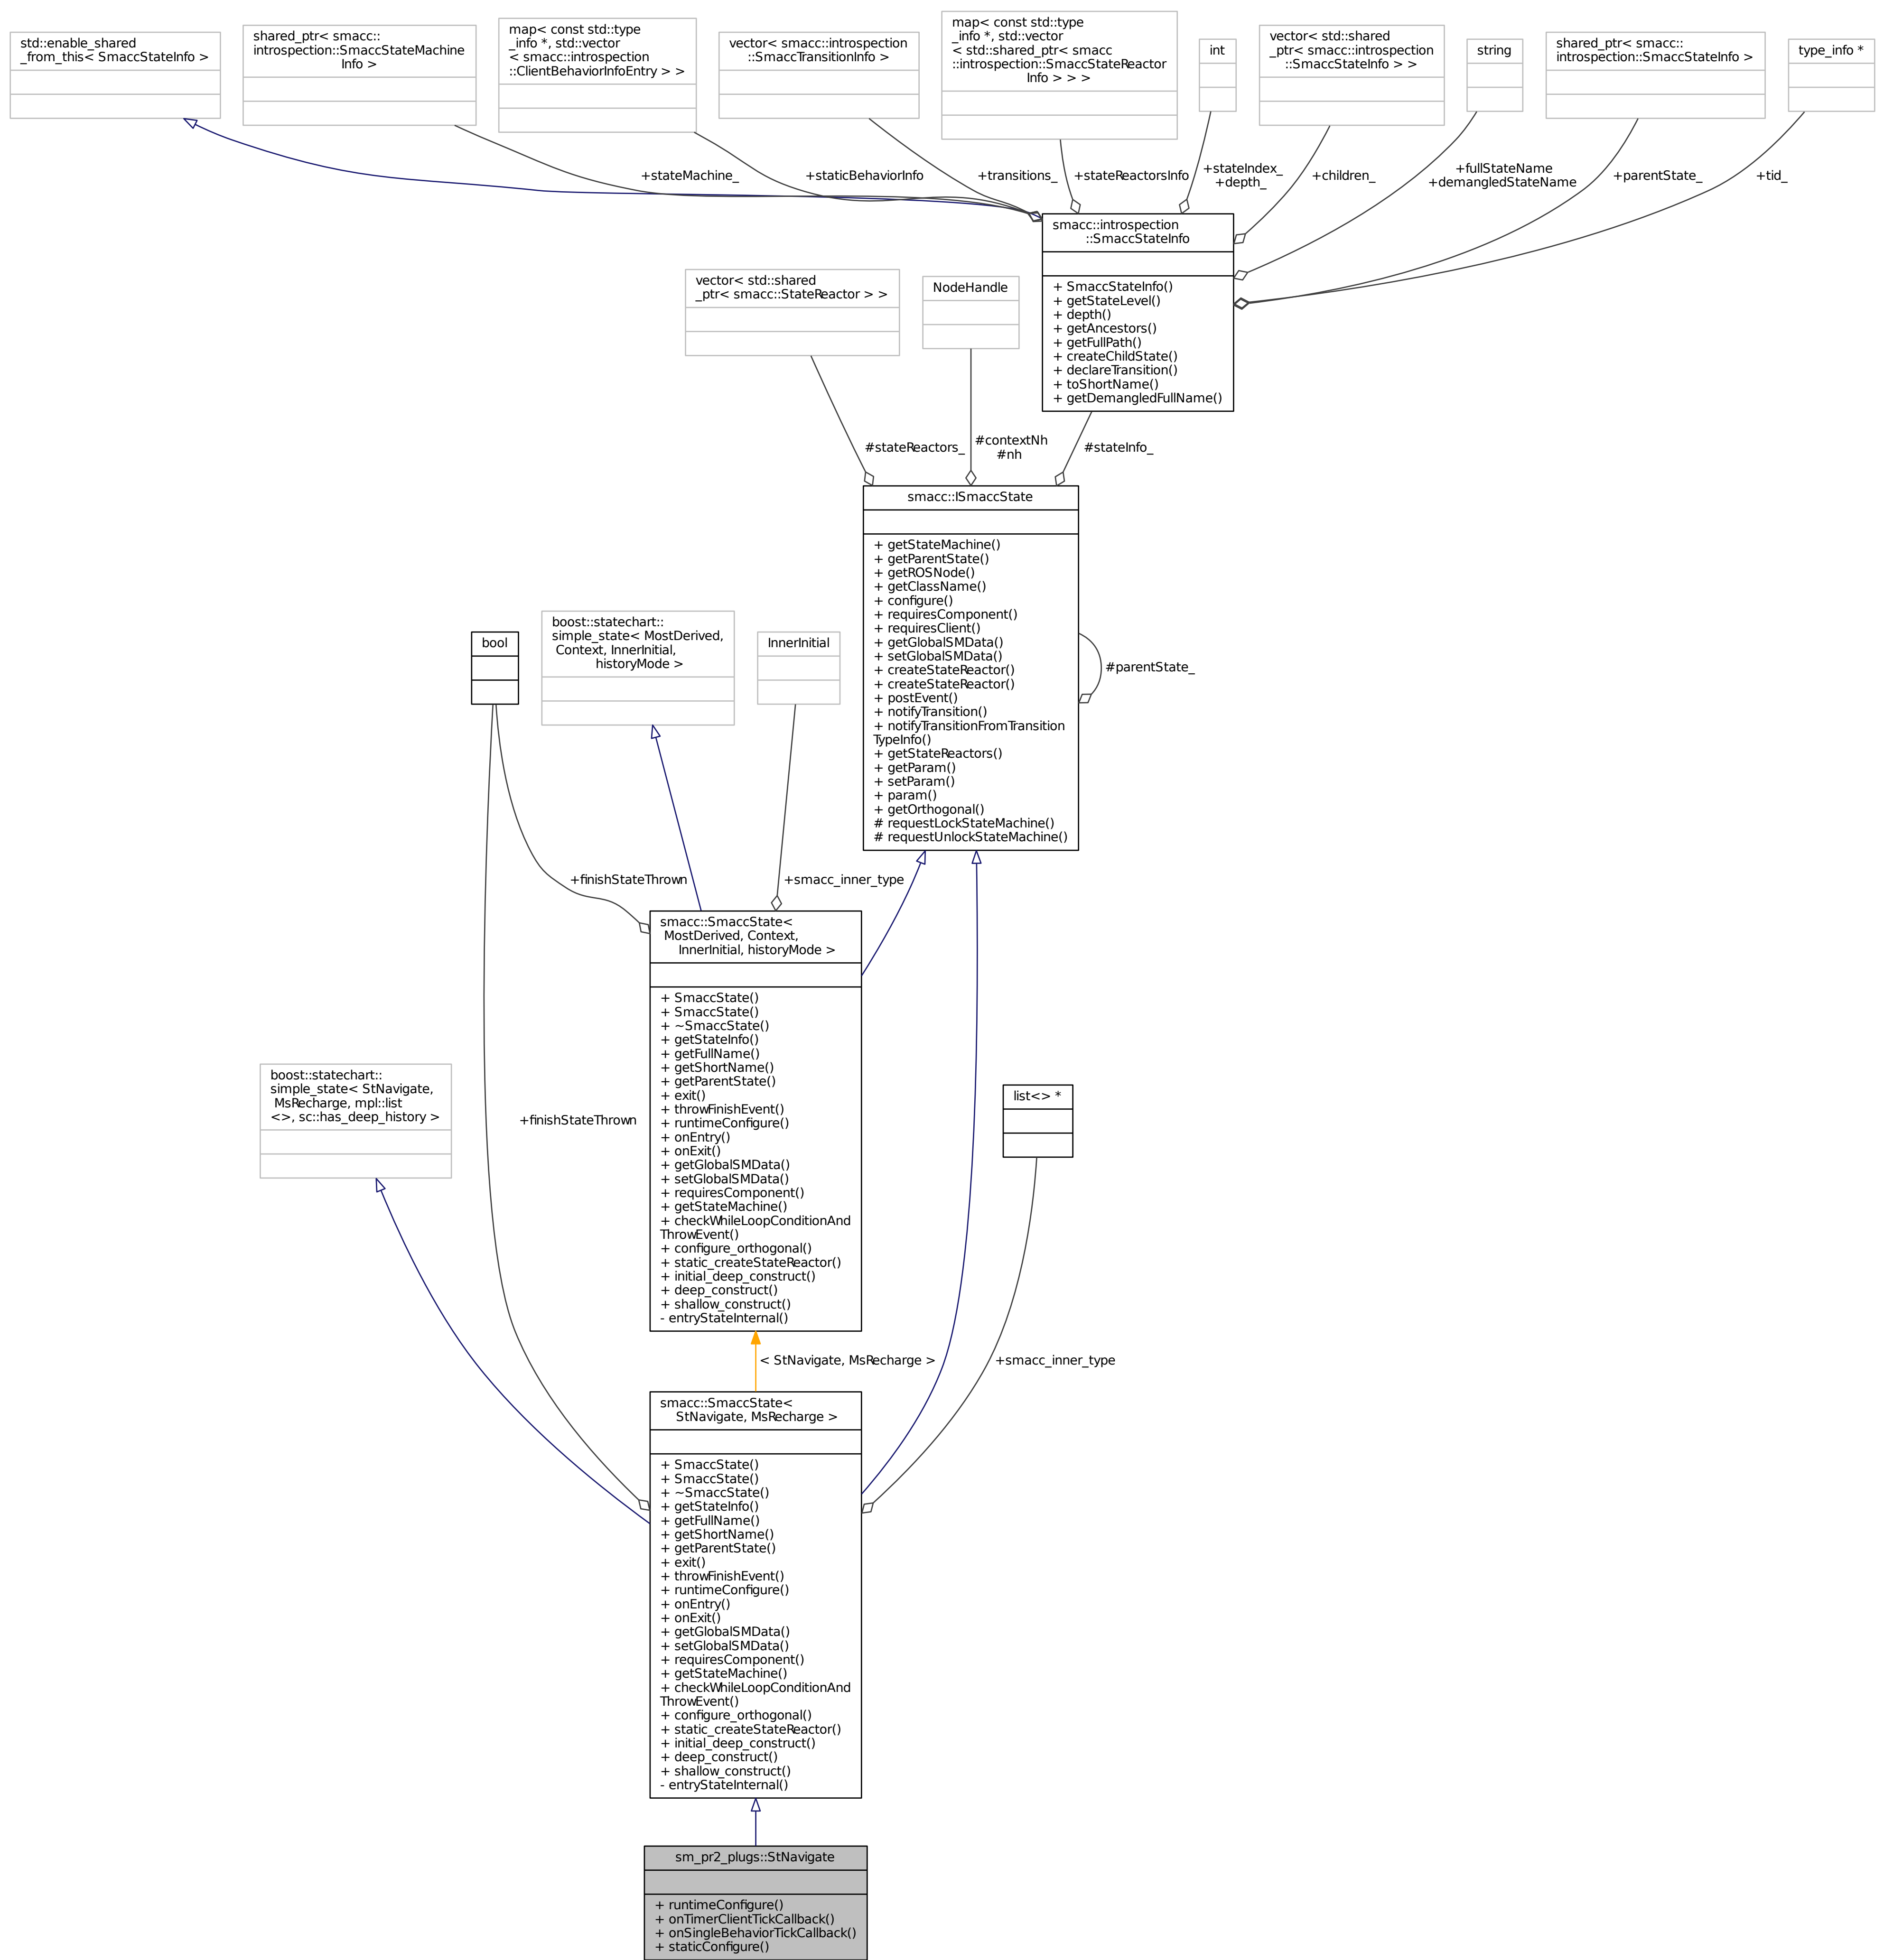 std::enable_shared
_from_this< SmaccStateInfo >
shared_ptr< smacc::
introspection::SmaccStateMachine
Info >
map< const std::type
_info *, std::vector
< smacc::introspection
::ClientBehaviorInfoEntry > >
vector< smacc::introspection
::SmaccTransitionInfo >
map< const std::type
_info *, std::vector
< std::shared_ptr< smacc
::introspection::SmaccStateReactor
Info > > >
int
vector< std::shared
_ptr< smacc::introspection
::SmaccStateInfo > >
string
shared_ptr< smacc::
introspection::SmaccStateInfo >
type_info *
+stateMachine_
+staticBehaviorInfo
+transitions_
+stateReactorsInfo
+stateIndex_
+depth_
+children_
+fullStateName
+demangledStateName
+parentState_
+tid_
smacc::introspection
::SmaccStateInfo
+ SmaccStateInfo()
+ getStateLevel()
+ depth()
+ getAncestors()
+ getFullPath()
+ createChildState()
+ declareTransition()
+ toShortName()
+ getDemangledFullName()
vector< std::shared
_ptr< smacc::StateReactor > >
NodeHandle
#stateReactors_
#contextNh
#nh
#stateInfo_
smacc::ISmaccState
+ getStateMachine()
+ getParentState()
+ getROSNode()
+ getClassName()
+ configure()
+ requiresComponent()
+ requiresClient()
+ getGlobalSMData()
+ setGlobalSMData()
+ createStateReactor()
+ createStateReactor()
+ postEvent()
+ notifyTransition()
+ notifyTransitionFromTransition
TypeInfo()
+ getStateReactors()
+ getParam()
+ setParam()
+ param()
+ getOrthogonal()
# requestLockStateMachine()
# requestUnlockStateMachine()
#parentState_
bool
boost::statechart::
simple_state< MostDerived,
Context, InnerInitial,
historyMode >
InnerInitial
+finishStateThrown
+smacc_inner_type
smacc::SmaccState<
MostDerived, Context,
InnerInitial, historyMode >
+ SmaccState()
+ SmaccState()
+ ~SmaccState()
+ getStateInfo()
+ getFullName()
+ getShortName()
+ getParentState()
+ exit()
+ throwFinishEvent()
+ runtimeConfigure()
+ onEntry()
+ onExit()
+ getGlobalSMData()
+ setGlobalSMData()
+ requiresComponent()
+ getStateMachine()
+ checkWhileLoopConditionAnd
ThrowEvent()
+ configure_orthogonal()
+ static_createStateReactor()
+ initial_deep_construct()
+ deep_construct()
+ shallow_construct()
- entryStateInternal()
boost::statechart::
simple_state< StNavigate,
MsRecharge, mpl::list
<>, sc::has_deep_history >
+finishStateThrown
list<> *
< StNavigate, MsRecharge >
+smacc_inner_type
smacc::SmaccState<
StNavigate, MsRecharge >
+ SmaccState()
+ SmaccState()
+ ~SmaccState()
+ getStateInfo()
+ getFullName()
+ getShortName()
+ getParentState()
+ exit()
+ throwFinishEvent()
+ runtimeConfigure()
+ onEntry()
+ onExit()
+ getGlobalSMData()
+ setGlobalSMData()
+ requiresComponent()
+ getStateMachine()
+ checkWhileLoopConditionAnd
ThrowEvent()
+ configure_orthogonal()
+ static_createStateReactor()
+ initial_deep_construct()
+ deep_construct()
+ shallow_construct()
- entryStateInternal()
sm_pr2_plugs::StNavigate
+ runtimeConfigure()
+ onTimerClientTickCallback()
+ onSingleBehaviorTickCallback()
+ staticConfigure()